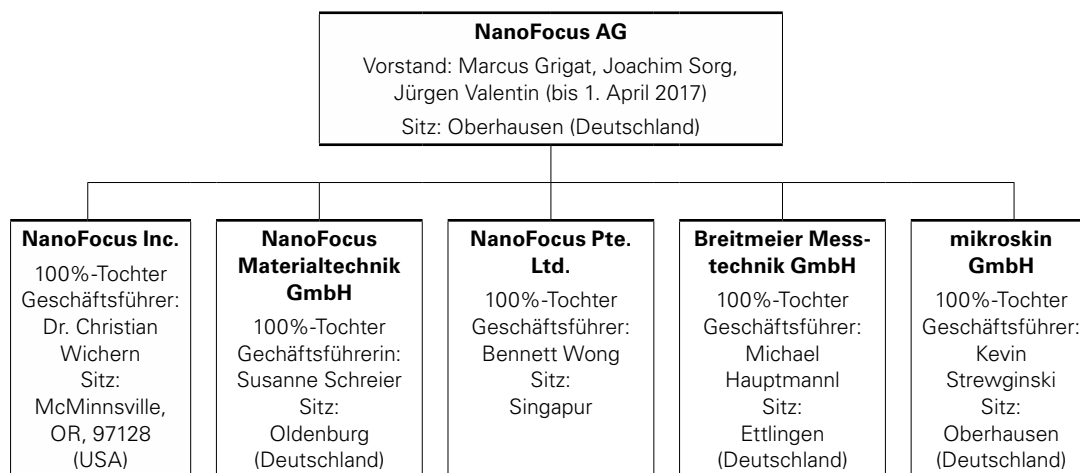 NanoFocus AG
Vorstand: Marcus Grigat, Joachim Sorg,
Jürgen Valentin (bis 1. April 2017)
Sitz: Oberhausen (Deutschland)
NanoFocus Inc.
100%-Tochter
Geschäftsführer:
Dr. Christian
Wichern
Sitz:
McMinnsville,
OR, 97128
(USA)
NanoFocus
Materialtechnik
GmbH
100%-Tochter
Gechäftsführerin:
Susanne Schreier
Sitz:
Oldenburg
(Deutschland)
NanoFocus Pte.
Ltd.
100%-Tochter
Geschäftsführer:
Bennett Wong
Sitz:
Singapur
Breitmeier Mess-
technik GmbH
100%-Tochter
Geschäftsführer:
Michael
Hauptmannl
Sitz:
Ettlingen
(Deutschland)
mikroskin
GmbH
100%-Tochter
Geschäftsführer:
Kevin
Strewginski
Sitz:
Oberhausen
(Deutschland)